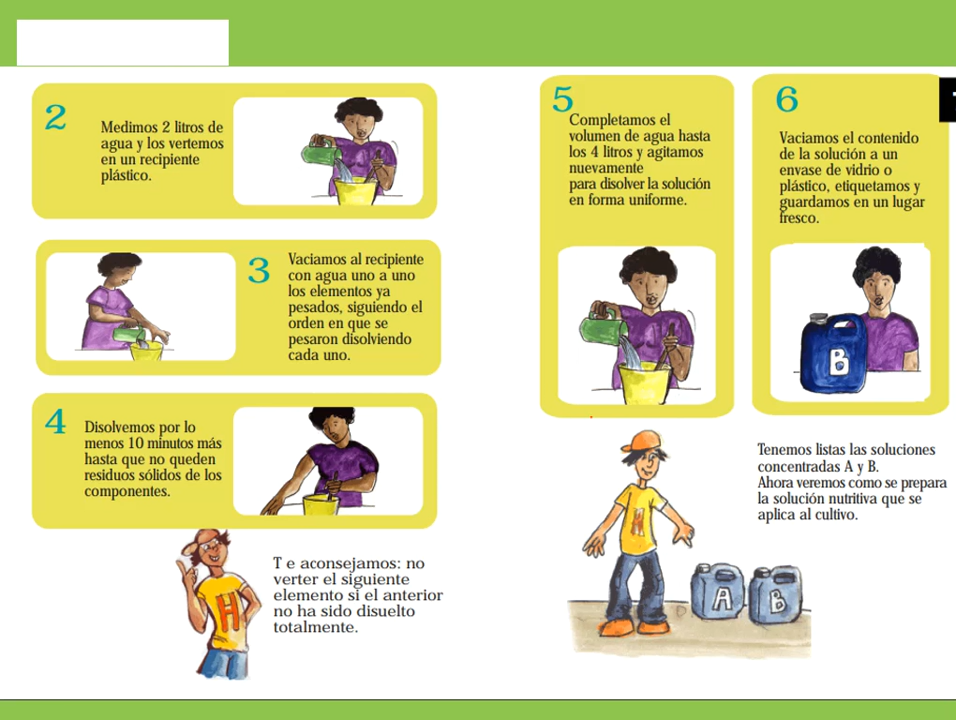 2
Medimos 2 litros de
agua y los vertemos
en un recipiente
plástico.
3
Vaciamos al recipiente
con agua uno a uno
los elementos ya
pesados, siguiendo el
orden en que se
pesaron disolviendo
cada uno.
4
Disolvemos por lo
menos 10 minutos más
hasta que no queden
residuos sólidos de los
componentes.
T e aconsejamos: no
verter el siguiente
elemento si el anterior
no ha sido disuelto
totalmente.
H
5
Completamos el
volumen de agua hasta
los 4 litros y agitamos
nuevamente
para disolver la solución
en forma uniforme.
6
Vaciamos el contenido
de la solución a un
envase de vidrio o
plástico, etiquetamos y
guardamos en un lugar
fresco.
B
Tenemos listas las soluciones
concentradas A y B.
Ahora veremos como se prepara
la solución nutritiva que se
aplica al cultivo.
H
A
B